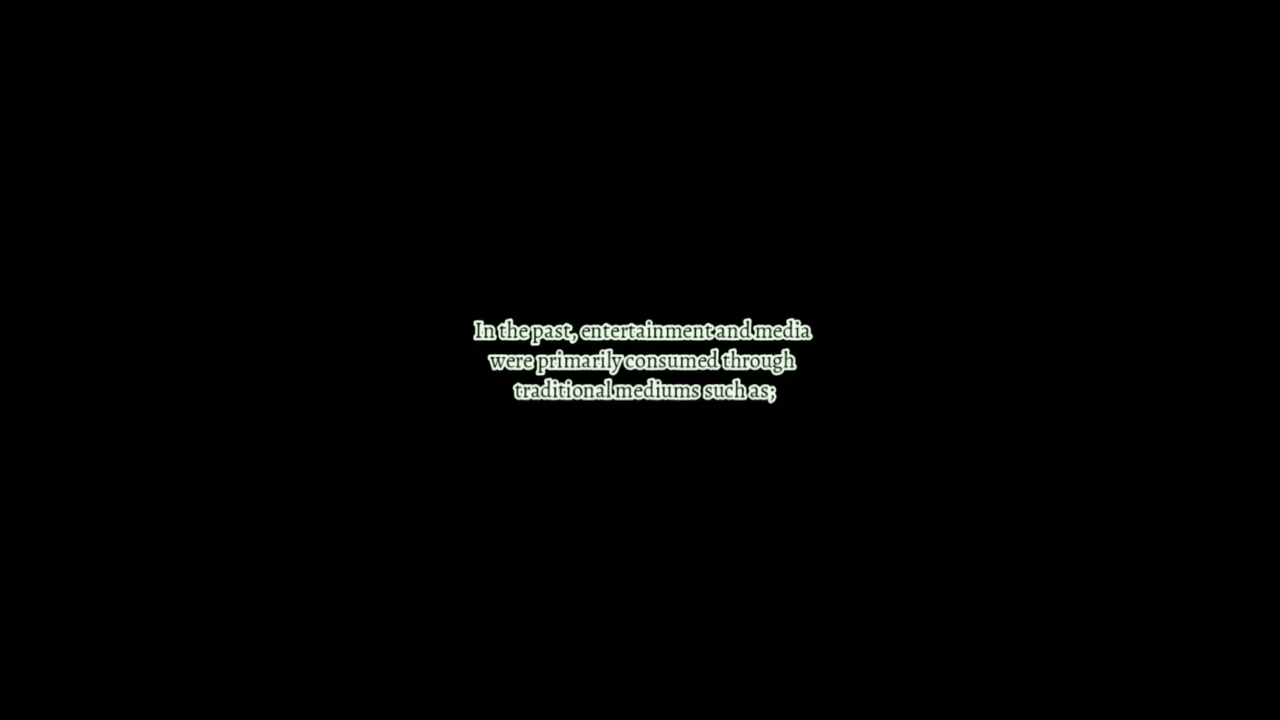 In the past, entertainment and media
were primarily consumed through
traditional mediums such as;